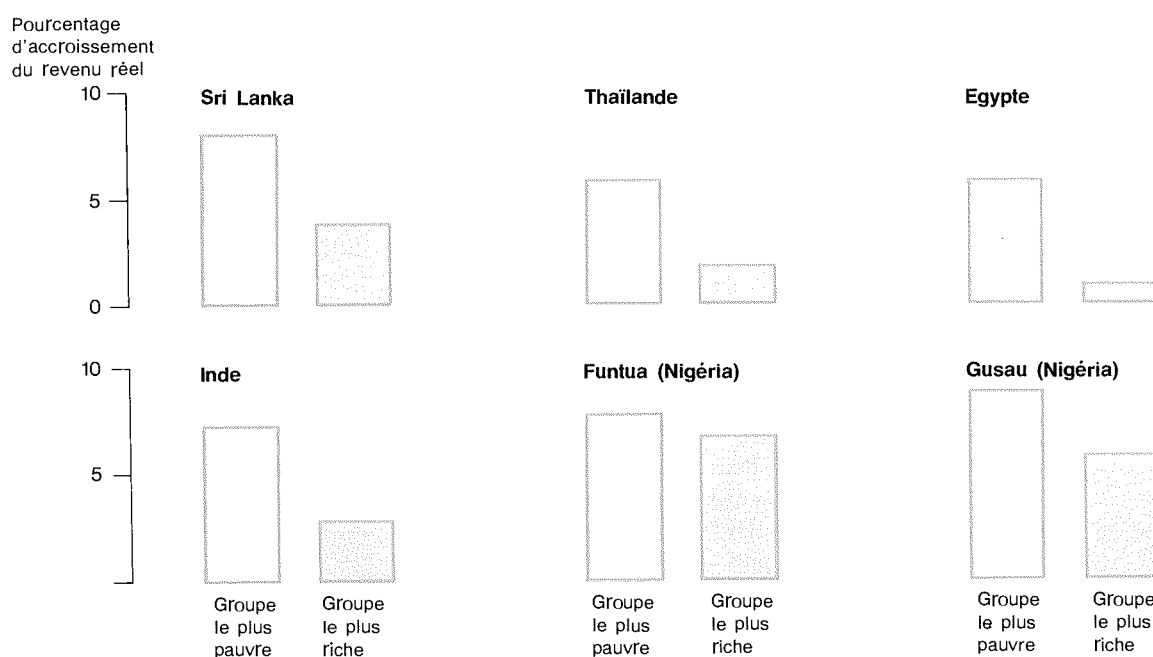 Pourcentage
d'accroissement
du revenu réel
10
Sri Lanka
Thaïlande
Egypte
5
0
10
Inde
Funtua (Nigéria)
Gusau (Nigéria)
5
Groupe
le plus
pauvre
Groupe
le plus
riche
Groupe
le plus
pauvre
Groupe
le plus
riche
Groupe
le plus
pauvre
Groupe
le plus
riche